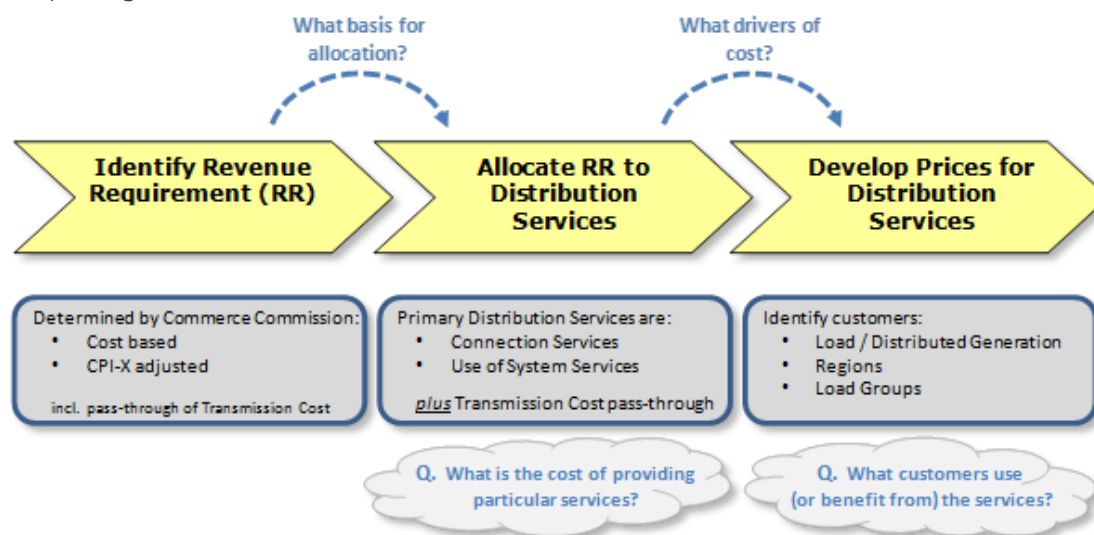 What basis for
allocation?
What drivers of
cost?
Identify Revenue
Requirement (RR)
Allocate RR to
Distribution
Services
Develop Prices for
Distribution
Services
Determined by Commerce Commission:
• Cost based
• CPI-X adjusted
incl. pass-through of Transmission Cost
Primary Distribution Services are:
• Connection Services
• Use of System Services
plus Transmission Cost pass-through
Identify customers:
• Load / Distributed Generation
• Regions
• Load Groups
Q. What is the cost of providing
particular services?
Q. What customers use
(or benefit from) the services?